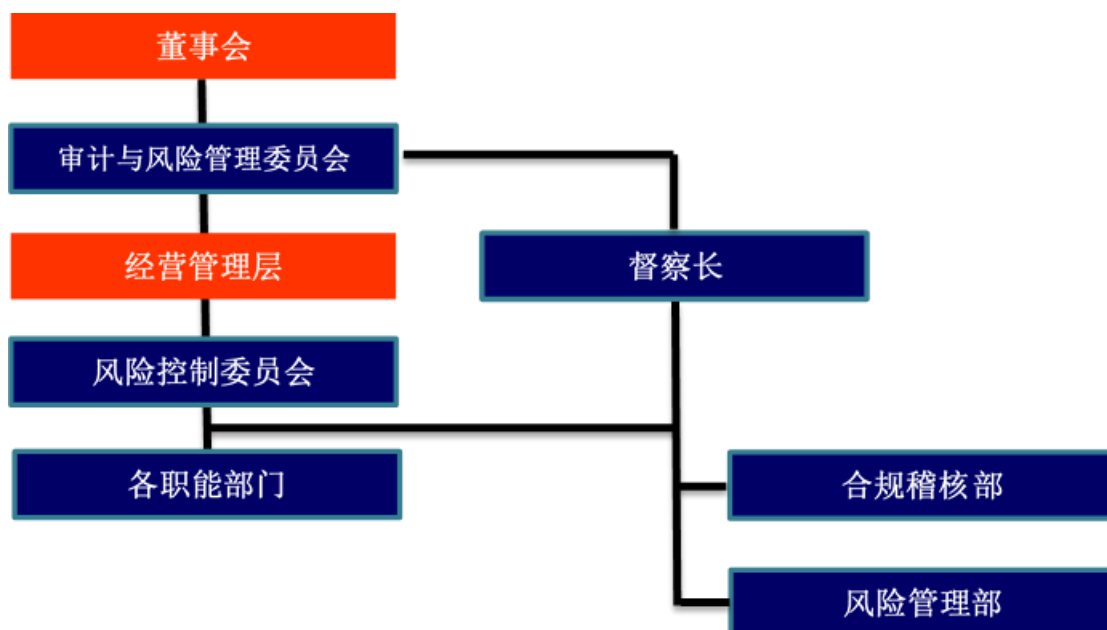 董事会
审计与风险管理委员会
经营管理层
督察长
风险控制委员会
各职能部门
合规稽核部
风险管理部